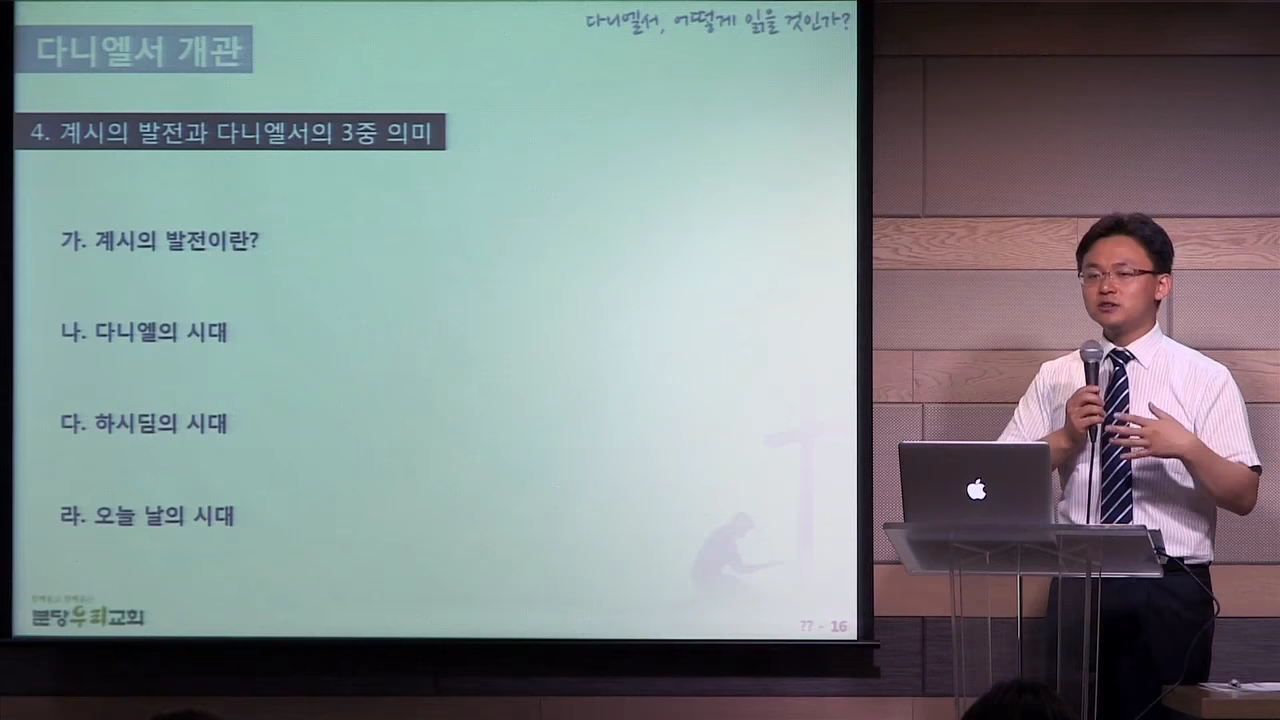 다니엘서, 어떻게 읽을 것인가?
다니엘서 개관
4. 계시의 발전과 다니엘서의 3중 의미
가. 계시의 발전이란?
나. 다니엘의 시대
다. 하시딤의 시대
라. 오늘 날의 시대
분당우리교회
?? - 16